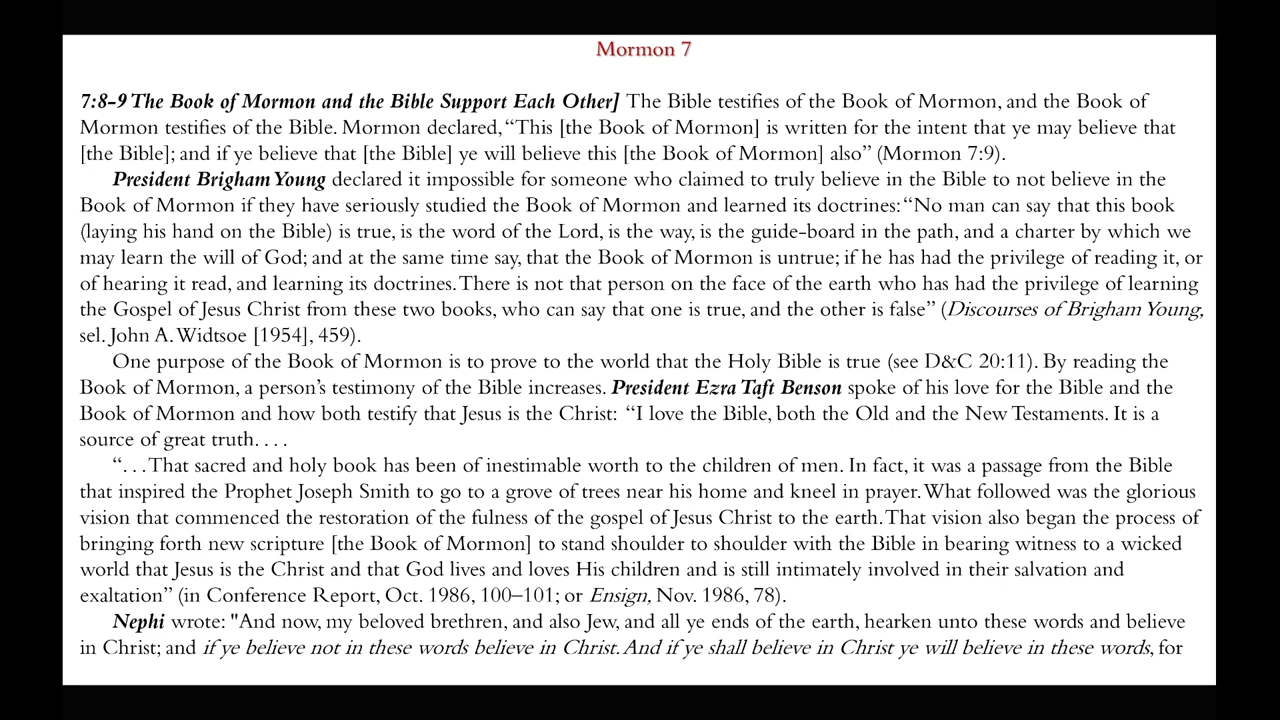 Mormon 7
7:8-9 The Book of Mormon and the Bible Support Each Other] The Bible testifies of the Book of Mormon, and the Book of
Mormon testifies of the Bible. Mormon declared, “This [the Book of Mormon] is written for the intent that ye may believe that
[the Bible]; and if ye believe that [the Bible] ye will believe this [the Book of Mormon] also” (Mormon 7:9).
President Brigham Young declared it impossible for someone who claimed to truly believe in the Bible to not believe in the
Book of Mormon if they have seriously studied the Book of Mormon and learned its doctrines: “No man can say that this book
(laying his hand on the Bible) is true, is the word of the Lord, is the way, is the guide-board in the path, and a charter by which we
may learn the will of God; and at the same time say, that the Book of Mormon is untrue; if he has had the privilege of reading it, or
of hearing it read, and learning its doctrines. There is not that person on the face of the earth who has had the privilege of learning
the Gospel of Jesus Christ from these two books, who can say that one is true, and the other is false” (Discourses of Brigham Young,
sel. John A. Widtsoe [1954], 459).
One purpose of the Book of Mormon is to prove to the world that the Holy Bible is true (see D&C 20:11). By reading the
Book of Mormon, a person’s testimony of the Bible increases. President Ezra Taft Benson spoke of his love for the Bible and the
Book of Mormon and how both testify that Jesus is the Christ: “I love the Bible, both the Old and the New Testaments. It is a
source of great truth. . . .
“. . . That sacred and holy book has been of inestimable worth to the children of men. In fact, it was a passage from the Bible
that inspired the Prophet Joseph Smith to go to a grove of trees near his home and kneel in prayer. What followed was the glorious
vision that commenced the restoration of the fulness of the gospel of Jesus Christ to the earth. That vision also began the process of
bringing forth new scripture [the Book of Mormon] to stand shoulder to shoulder with the Bible in bearing witness to a wicked
world that Jesus is the Christ and that God lives and loves His children and is still intimately involved in their salvation and
exaltation” (in Conference Report, Oct. 1986, 100–101; or Ensign, Nov. 1986, 78).
Nephi wrote: "And now, my beloved brethren, and also Jew, and all ye ends of the earth, hearken unto these words and believe
in Christ; and if ye believe not in these words believe in Christ. And if ye shall believe in Christ ye will believe in these words, for